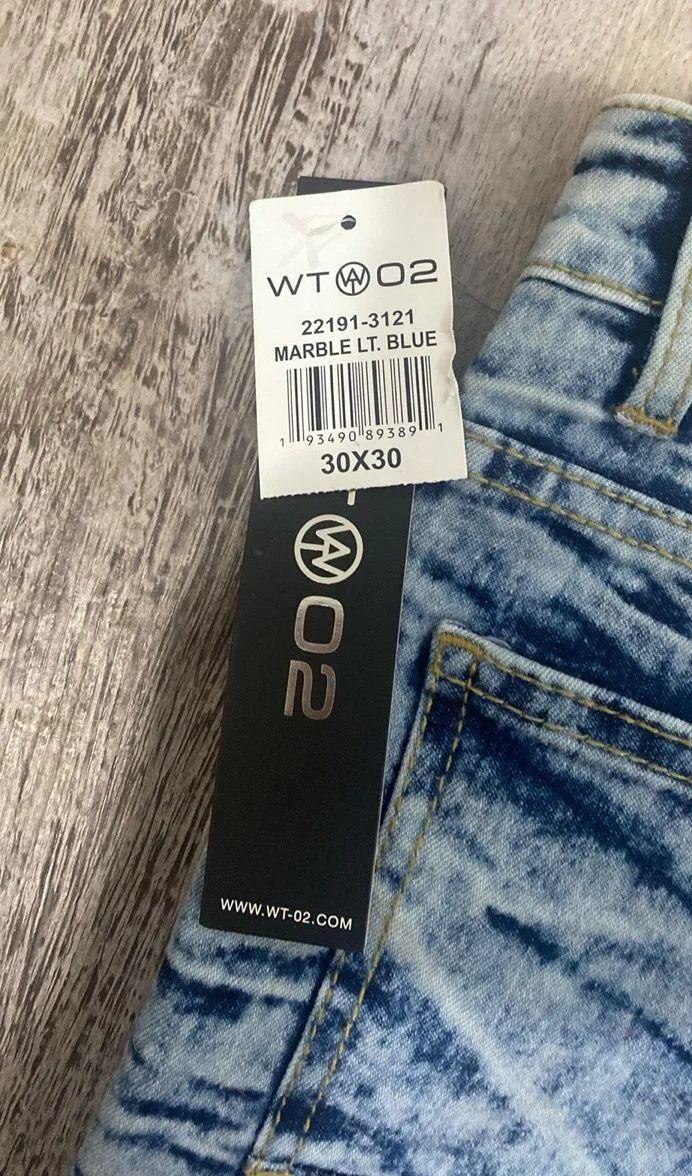 WT 02
22191-3121
MARBLE LT. BLUE
1 93490 89389 1
30X30
02
WWW.WT-02.COM